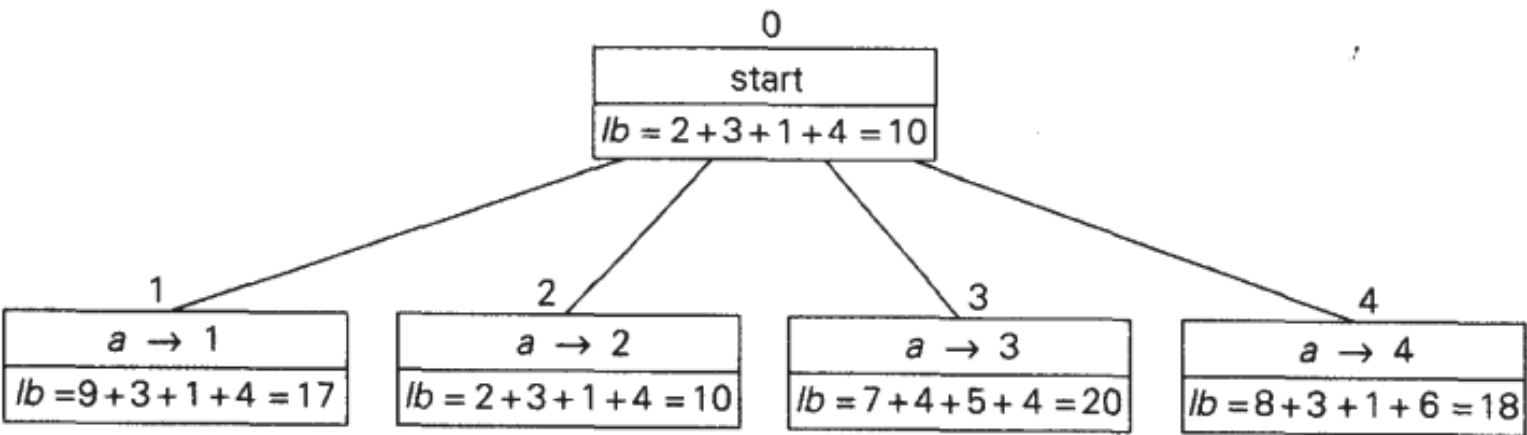 0
start
lb = 2+3+1+4 = 10
1
2
3
4
a → 1
a → 2
a → 3
a → 4
lb = 9+3+1+4 = 17
lb = 2+3+1+4 = 10
lb = 7+4+5+4 = 20
lb = 8+3+1+6 = 18